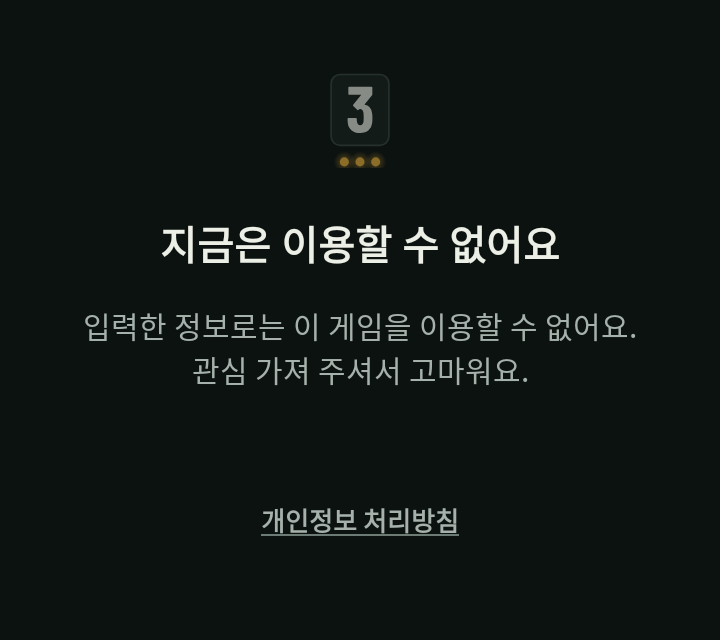 3
지금은 이용할 수 없어요
입력한 정보로는 이 게임을 이용할 수 없어요.
관심 가져 주셔서 고마워요.
개인정보 처리방침